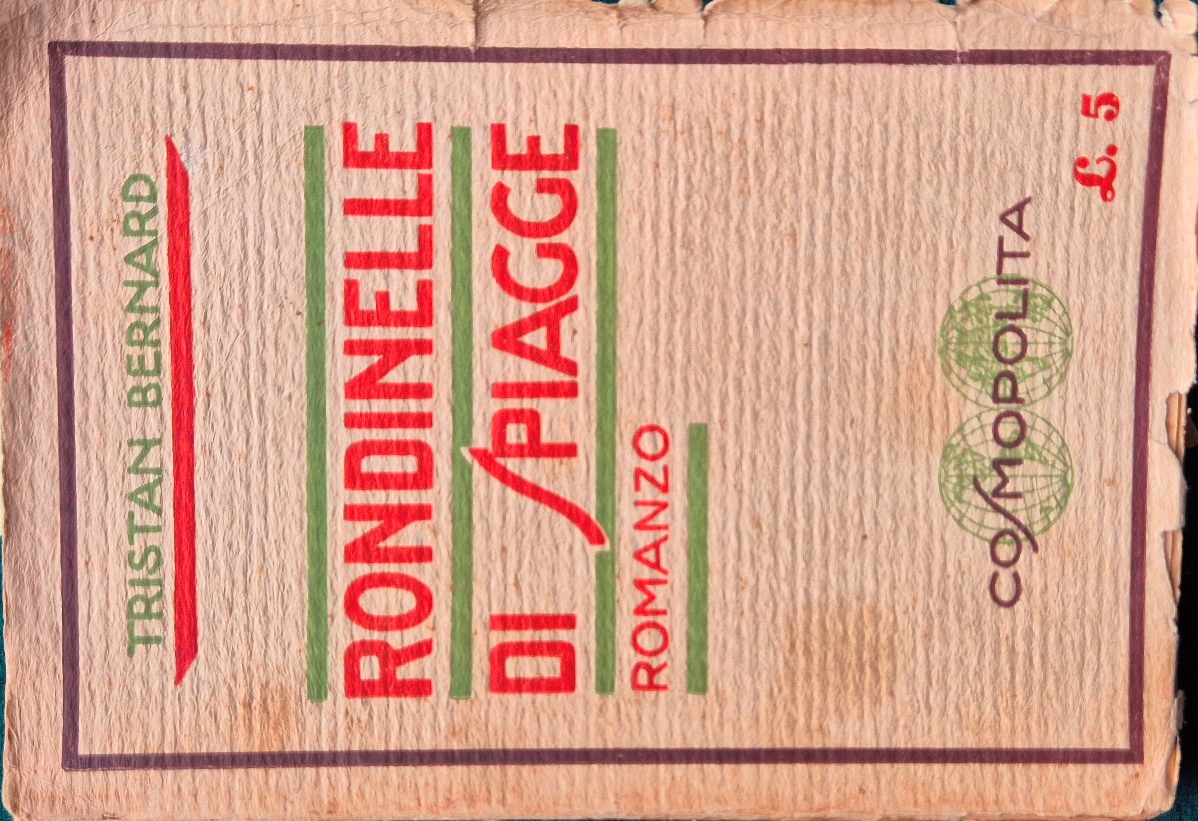 TRISTAN BERNARD
RONDINELLE
DI SPIAGGE
ROMANZO
COSMOPOLITA
£. 5